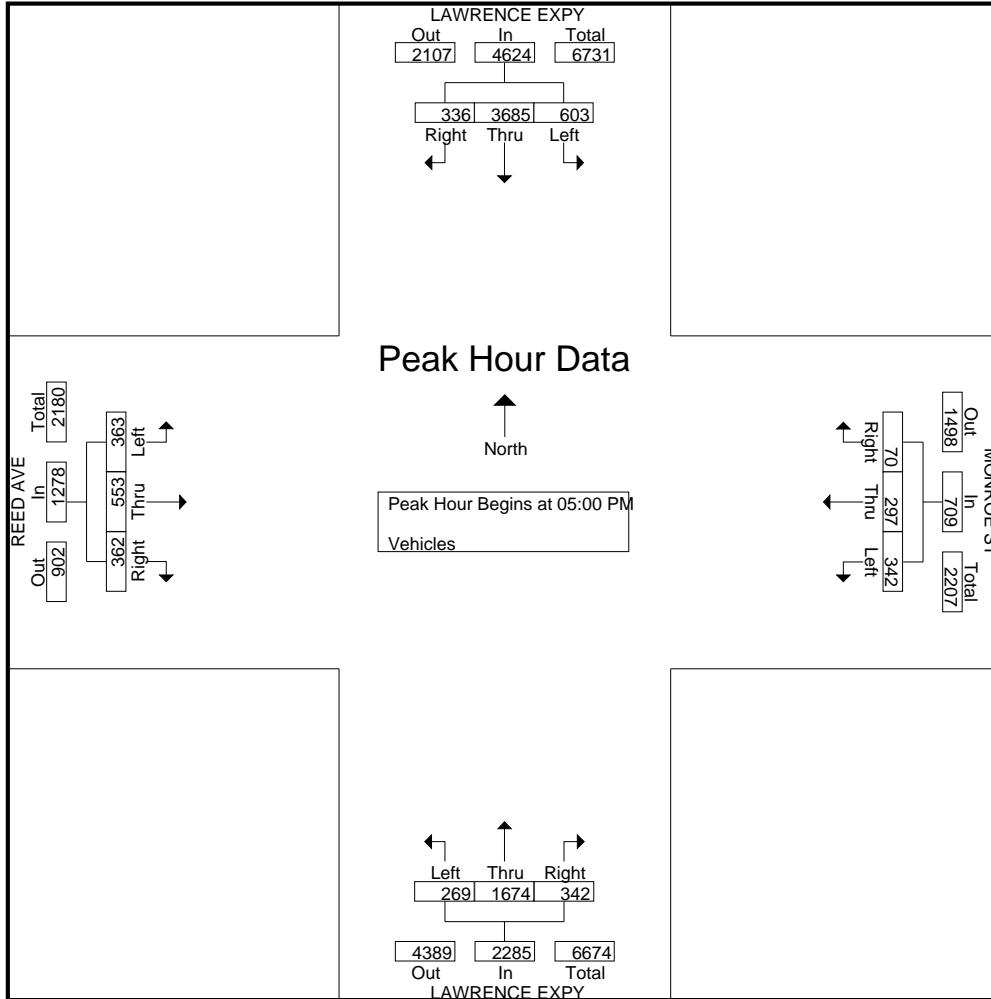 LAWRENCE EXPY
Out In Total
2107 4624 6731
336 3685 603
Right Thru Left
Peak Hour Data
North
Peak Hour Begins at 05:00 PM
Vehicles
REED AVE
Total In Out
2180 1278 902
363 553 362
Left Thru Right
Right Thru Left
70 297 342
Out In Total
1498 709 2207
MONROE ST
Left Thru Right
269 1674 342
4389 2285 6674
Out In Total
LAWRENCE EXPY